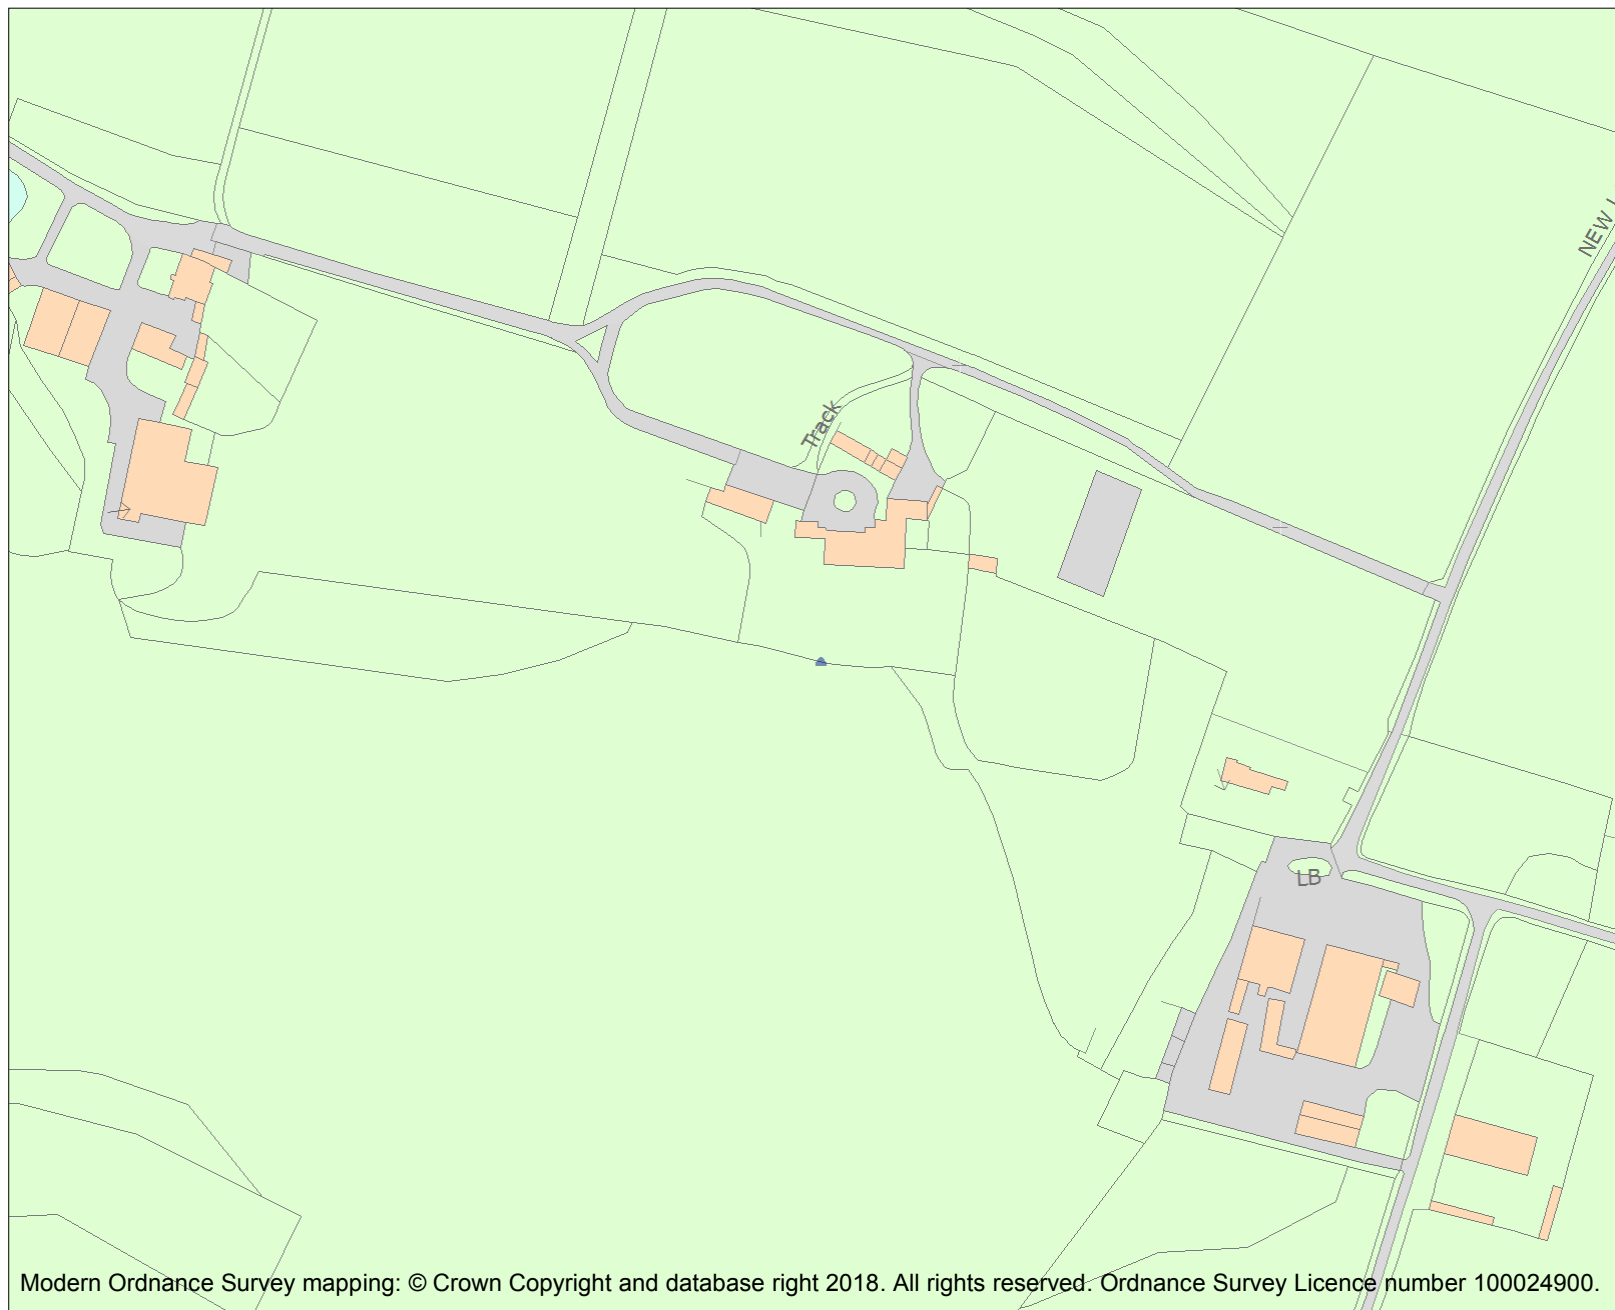 NEW
Track
LB
Modern Ordnance Survey mapping: © Crown Copyright and database right 2018. All rights reserved. Ordnance Survey Licence number 100024900.